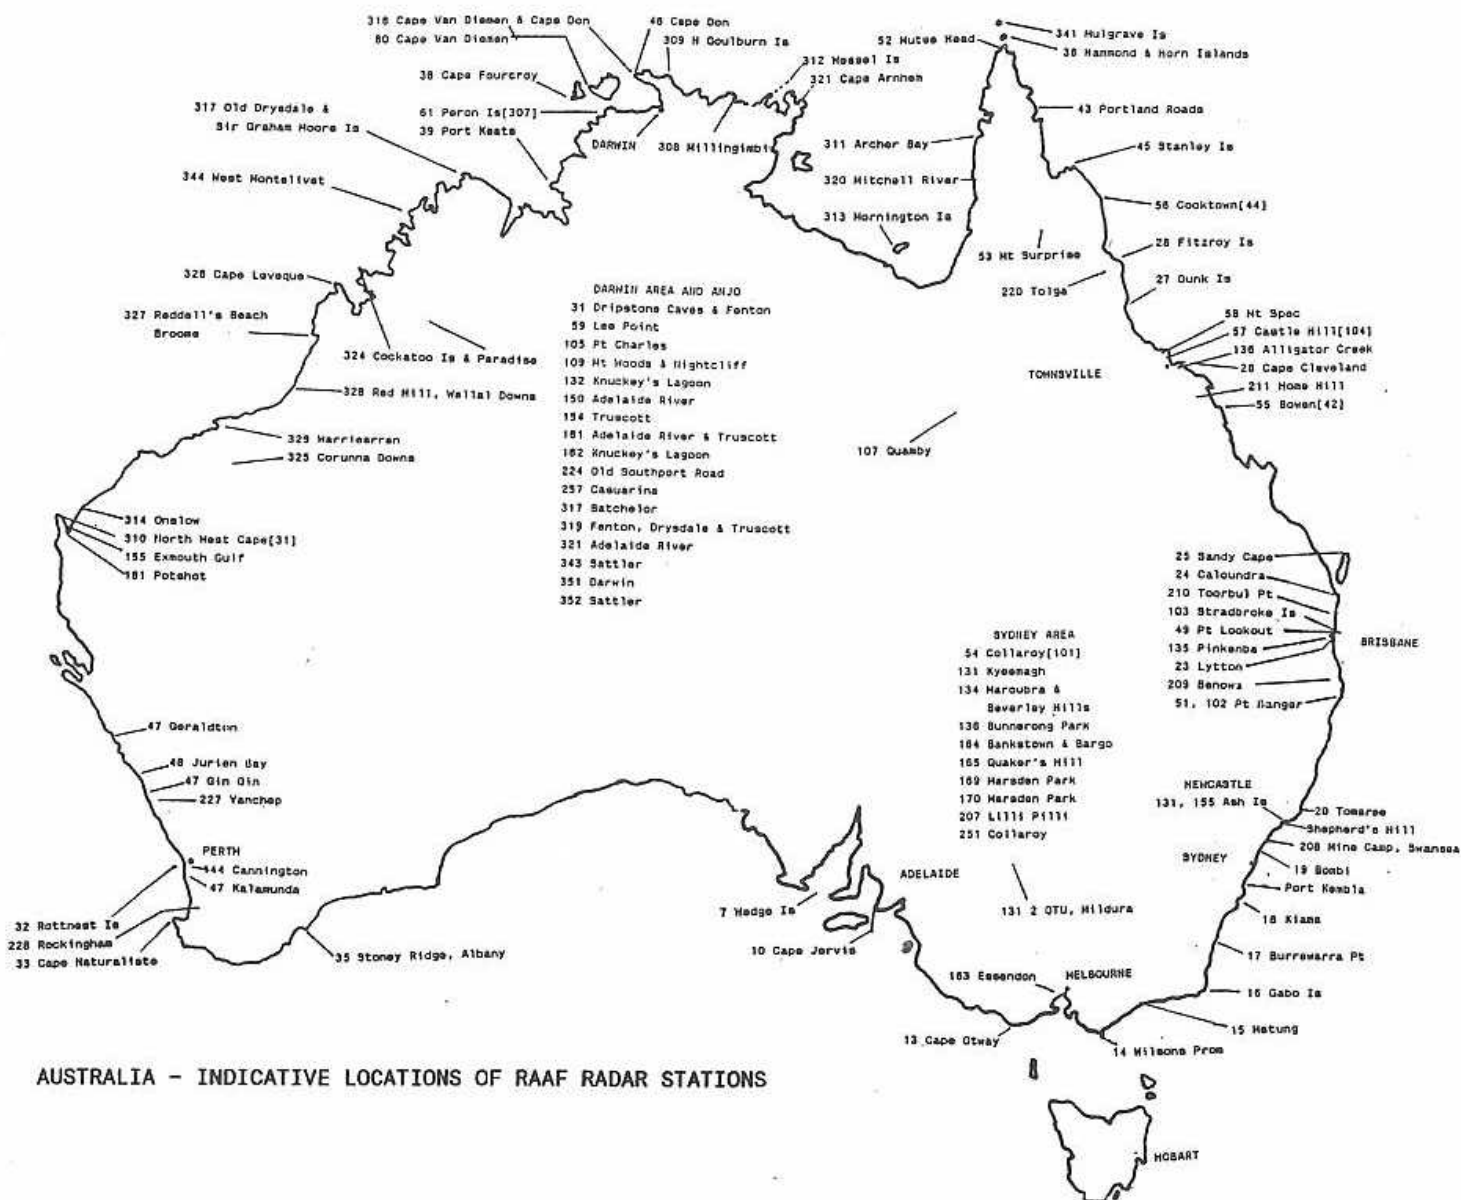 316 Cape Van Diemen & Cape Don
60 Cape Van Diemen
46 Cape Don
309 N Goulburn Is
38 Cape Fourcroy
61 Peron Is[307]
39 Port Keats
DARWIN
308 Millingimbi
312 Wessel Is
321 Cape Arnhem
52 Mutee Head
341 Mulgrave Is
36 Hammond & Horn Islands
43 Portland Roads
45 Stanley Is
311 Archer Bay
320 Mitchell River
313 Mornington Is
56 Cooktown[44]
28 Fitzroy Is
53 Mt Surprise
220 Tolga
27 Dunk Is
317 Old Drysdale &
Sir Graham Moore Is
344 West Montalivet
328 Cape Leveque
327 Reddell's Beach
Broome
324 Cockatoo Is & Paradise
328 Red Hill, Wallal Downs
329
325 Corunna Downs
314 Onslow
310 North West Cape[31]
155 Exmouth Gulf
181 Potshot
DARWIN AREA AND ANJO
31 Dripstone Caves & Fenton
59 Lee Point
105 Pt Charles
109 Mt Woods & Nightcliff
132 Knuckey's Lagoon
150 Adelaide River
154 Truscott
161 Adelaide River & Truscott
162 Knuckey's Lagoon
224 Old Southport Road
257 Casuarina
317 Batchelor
319 Fenton, Drysdale & Truscott
321 Adelaide River
343 Sattler
351 Darwin
352 Sattler
58 Mt Spec
57 Castle Hill[104]
136 Alligator Creek
26 Cape Cleveland
211 Home Hill
55 Bowen[42]
TOWNSVILLE
107 Quamby
25 Sandy Cape
24 Caloundra
210 Toorbul Pt
103 Stradbroke Is
49 Pt Lookout
135 Pinkenba
23 Lytton
209 Benowa
51, 102 Pt Danger
BRISBANE
SYDNEY AREA
54 Collaroy[101]
131 Kyeemagh
134 Maroubra &
Beverley Hills
136 Bunnerong Park
164 Bankstown & Bargo
165 Quaker's Hill
169 Marsden Park
170 Marsden Park
207 Lilli Pilli
251 Collaroy
47 Geraldton
48 Jurien Bay
47 Gin Gin
227 Yanchep
PERTH
144 Cannington
47 Kalamunda
32 Rottnest Is
228 Rockingham
33 Cape Naturaliste
35 Stoney Ridge, Albany
NEWCASTLE
131, 155 Ash Is
20 Tomaree
Shepherd's Hill
208 Mine Camp, Swansea
SYDNEY
19 Bombi
Port Kembla
18 Kiama
17 Burrewarra Pt
16 Gabo Is
15 Metung
14 Wilsons Prom
ADELAIDE
7 Wedge Is
10 Cape Jervis
131 2 OTU, Mildura
163 Essendon
MELBOURNE
13 Cape Otway
HOBART
AUSTRALIA - INDICATIVE LOCATIONS OF RAAF RADAR STATIONS